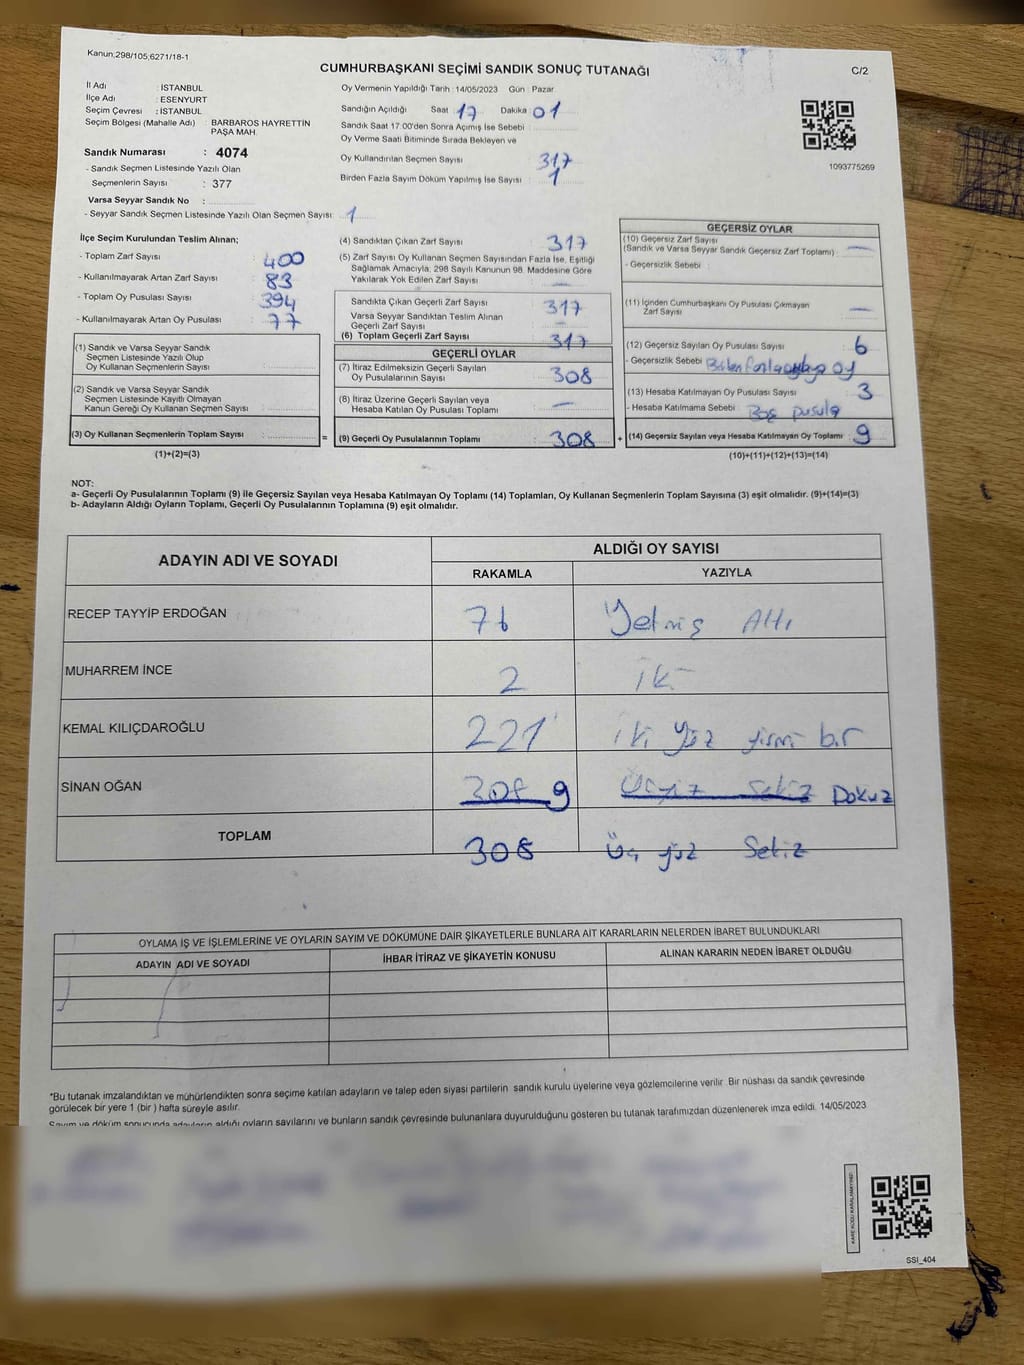 Kanun;298/105;6271/18-1
CUMHURBAŞKANI SEÇİMİ SANDIK SONUÇ TUTANAĞI
C/2
İl Adı : İSTANBUL
İlçe Adı : ESENYURT
Seçim Çevresi : İSTANBUL
Seçim Bölgesi (Mahalle Adı) : BARBAROS HAYRETTİN
PAŞA MAH.
Sandık Numarası : 4074
- Sandık Seçmen Listesinde Yazılı Olan
Seçmenlerin Sayısı : 377
Varsa Seyyar Sandık No :
- Seyyar Sandık Seçmen Listesinde Yazılı Olan Seçmen Sayısı: 1
Oy Vermenin Yapıldığı Tarih : 14/05/2023 Gün : Pazar
Sandığın Açıldığı Saat 17 Dakika : 01
Sandık Saat 17:00'den Sonra Açımış İse Sebebi :
Oy Verme Saati Bitiminde Sırada Bekleyen ve
Oy Kullandırılan Seçmen Sayısı 317
Birden Fazla Sayım Döküm Yapılmış İse Sayısı : 1
1093775269
İlçe Seçim Kurulundan Teslim Alınan;
- Toplam Zarf Sayısı : 400
- Kullanılmayarak Artan Zarf Sayısı : 83
- Toplam Oy Pusulası Sayısı : 394
- Kullanılmayarak Artan Oy Pusulası : 77
(1) Sandık ve Varsa Seyyar Sandık
Seçmen Listesinde Yazılı Olup
Oy Kullanan Seçmenlerin Sayısı :
(2) Sandık ve Varsa Seyyar Sandık
Seçmen Listesinde Kayıtlı Olmayan
Kanun Gereği Oy Kullanan Seçmen Sayısı :
(3) Oy Kullanan Seçmenlerin Toplam Sayısı : =
(1)+(2)=(3)
(4) Sandıktan Çıkan Zarf Sayısı : 317
(5) Zarf Sayısı Oy Kullanan Seçmen Sayısından Fazla İse, Eşitliği
Sağlamak Amacıyla, 298 Sayılı Kanunun 98. Maddesine Göre
Yakılarak Yok Edilen Zarf Sayısı : —
Sandıkta Çıkan Geçerli Zarf Sayısı : 317
Varsa Seyyar Sandıktan Teslim Alınan
Geçerli Zarf Sayısı : —
(6) Toplam Geçerli Zarf Sayısı : 317
GEÇERLİ OYLAR
(7) İtiraz Edilmeksizin Geçerli Sayılan
Oy Pusulalarının Sayısı : 308
(8) İtiraz Üzerine Geçerli Sayılan veya
Hesaba Katılan Oy Pusulası Toplamı : —
(9) Geçerli Oy Pusulalarının Toplamı : 308 +
GEÇERSİZ OYLAR
(10) Geçersiz Zarf Sayısı
(Sandık ve Varsa Seyyar Sandık Geçersiz Zarf Toplamı) : —
- Geçersizlik Sebebi :
(11) İçinden Cumhurbaşkanı Oy Pusulası Çıkmayan
Zarf Sayısı : —
(12) Geçersiz Sayılan Oy Pusulası Sayısı : 6
- Geçersizlik Sebebi : oy
(13) Hesaba Katılmayan Oy Pusulası Sayısı : 3
- Hesaba Katılmama Sebebi : Boş pusula
(14) Geçersiz Sayılan veya Hesaba Katılmayan Oy Toplamı : 9
(10)+(11)+(12)+(13)=(14)
NOT:
a- Geçerli Oy Pusulalarının Toplamı (9) ile Geçersiz Sayılan veya Hesaba Katılmayan Oy Toplamı (14) Toplamları, Oy Kullanan Seçmenlerin Toplam Sayısına (3) eşit olmalıdır. (9)+(14)=(3)
b- Adayların Aldığı Oyların Toplamı, Geçerli Oy Pusulalarının Toplamına (9) eşit olmalıdır.
ADAYIN ADI VE SOYADI
ALDIĞI OY SAYISI
RAKAMLA YAZIYLA
RECEP TAYYİP ERDOĞAN 76 Yetmiş Altı
MUHARREM İNCE 2 iki
KEMAL KILIÇDAROĞLU 221 iki yüz yirmi bir
SİNAN OĞAN 308 9 Üçyüz sekiz Dokuz
TOPLAM 308 Üç yüz Sekiz
OYLAMA İŞ VE İŞLEMLERİNE VE OYLARIN SAYIM VE DÖKÜMÜNE DAİR ŞİKAYETLERLE BUNLARA AİT KARARLARIN NELERDEN İBARET BULUNDUKLARI
ADAYIN ADI VE SOYADI İHBAR İTİRAZ VE ŞİKAYETİN KONUSU ALINAN KARARIN NEDEN İBARET OLDUĞU
*Bu tutanak imzalandıktan ve mühürlendikten sonra seçime katılan adayların ve talep eden siyasi partilerin sandık kurulu üyelerine veya gözlemcilerine verilir. Bir nüshası da sandık çevresinde
görülecek bir yere 1 (bir) hafta süreyle asılır.
Sayım ve döküm sonucunda adayların aldığı oyların sayılarını ve bunların sandık çevresinde bulunanlara duyurulduğunu gösteren bu tutanak tarafımızdan düzenlenerek imza edildi. 14/05/2023
SSI_404